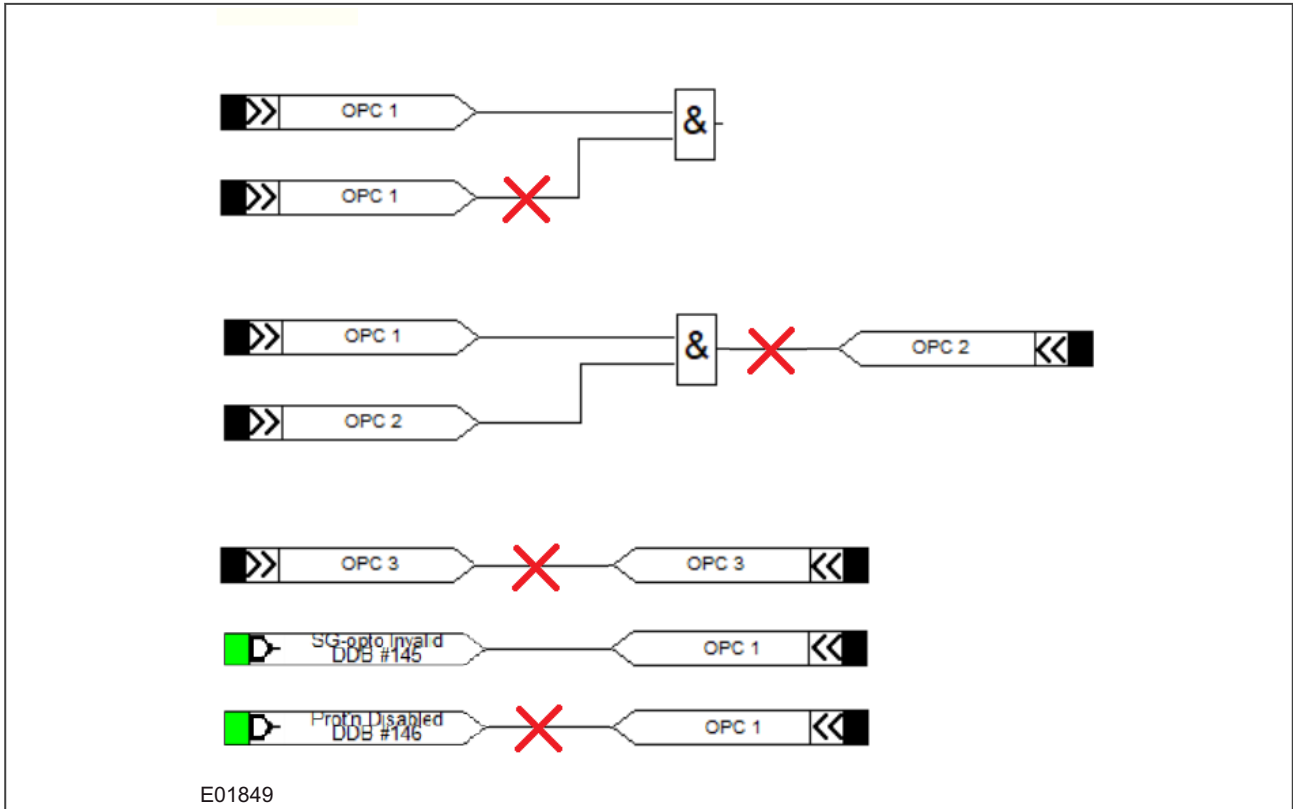 OPC 1
&
OPC 1
OPC 1
&
OPC 2
OPC 2
OPC 3
OPC 3
SG-opto Invalid
DDB #145
OPC 1
Prot'n Disabled
DDB #146
OPC 1
E01849